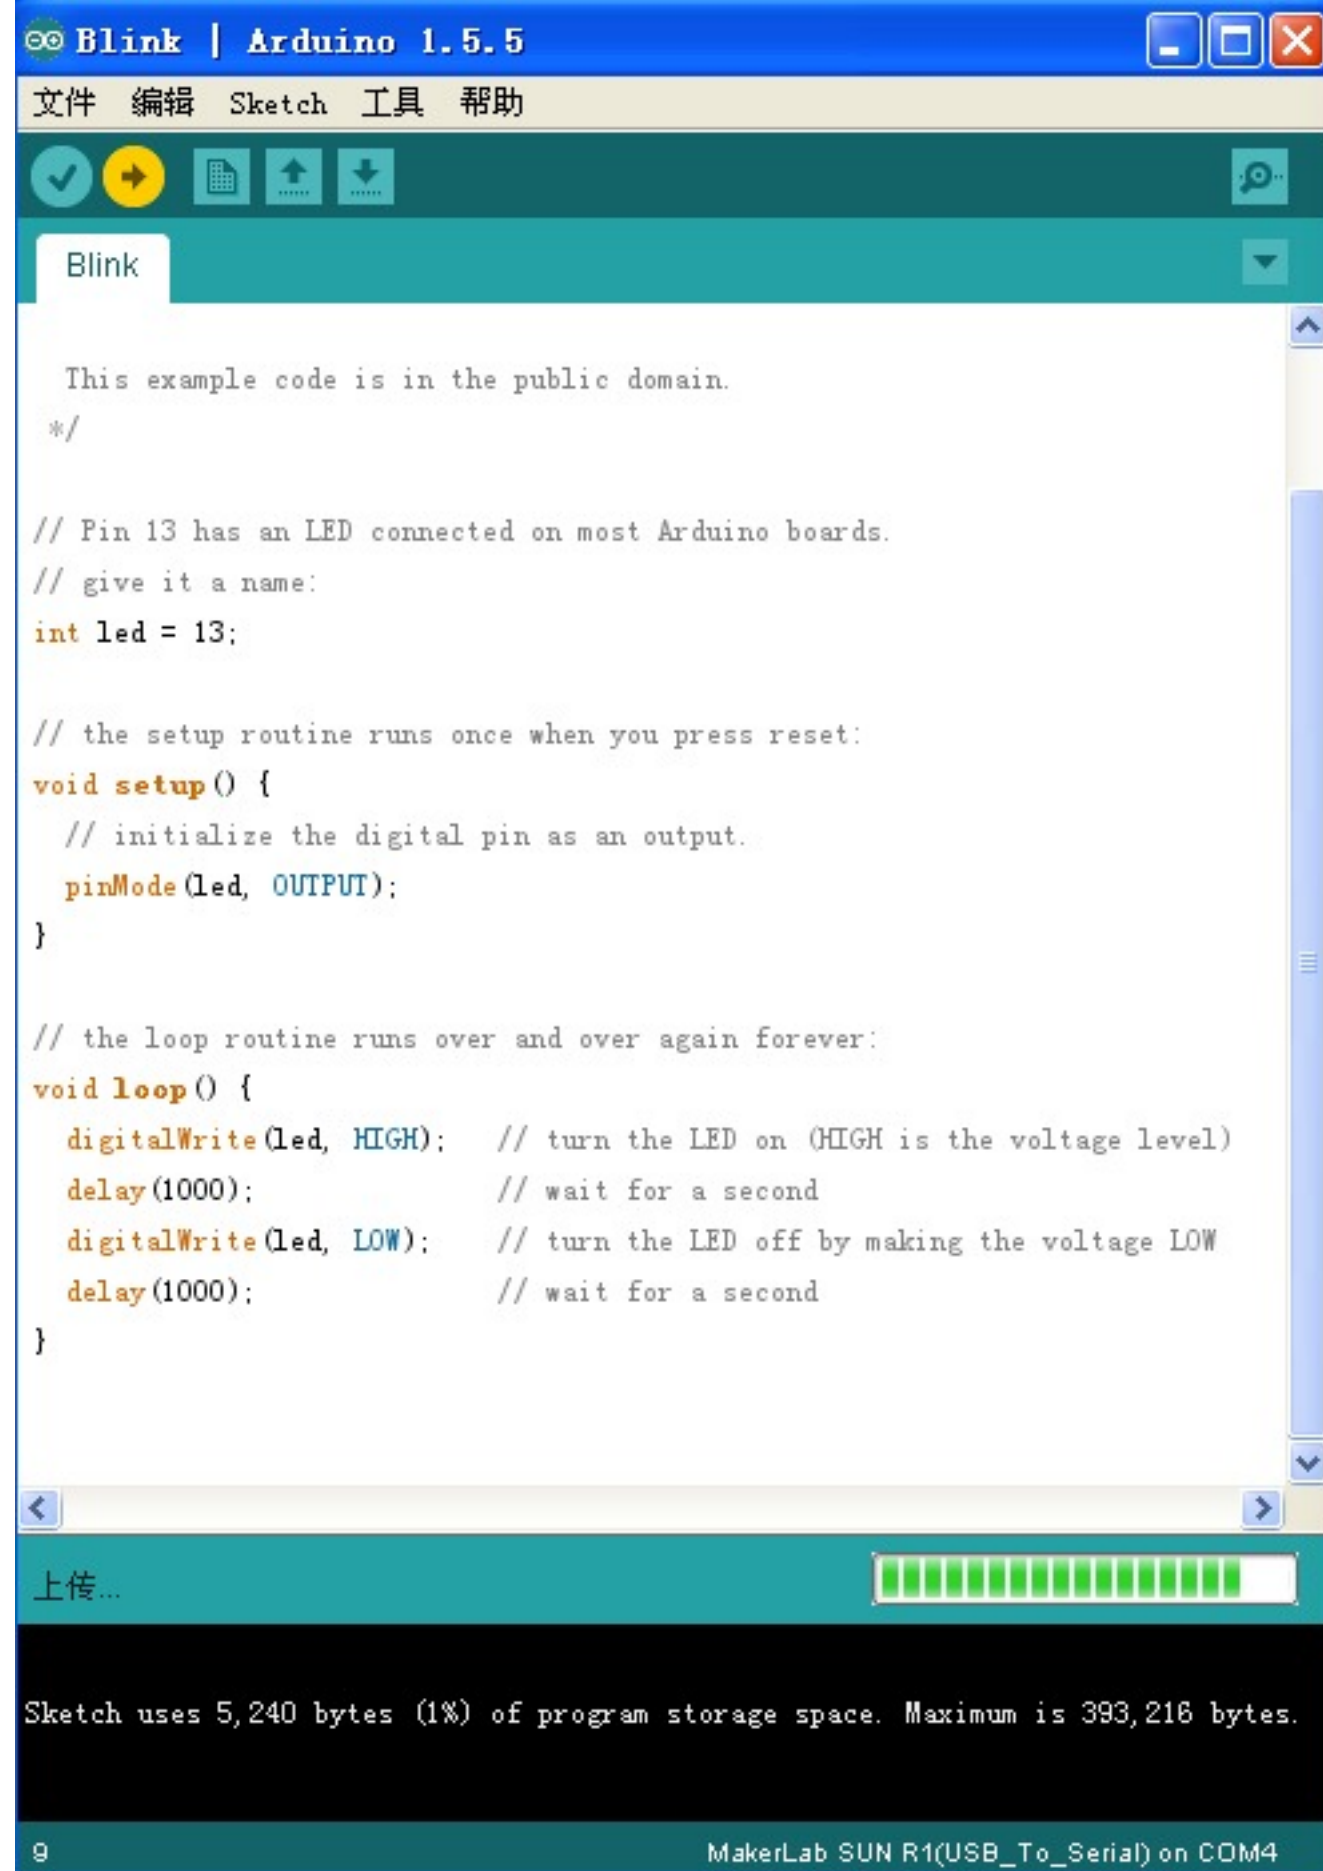 Blink | Arduino 1.5.5
文件 编辑 Sketch 工具 帮助
Blink
This example code is in the public domain.
*/
// Pin 13 has an LED connected on most Arduino boards.
// give it a name:
int led = 13;
// the setup routine runs once when you press reset:
void setup() {
// initialize the digital pin as an output.
pinMode(led, OUTPUT);
}
// the loop routine runs over and over again forever:
void loop() {
digitalWrite(led, HIGH); // turn the LED on (HIGH is the voltage level)
delay(1000); // wait for a second
digitalWrite(led, LOW); // turn the LED off by making the voltage LOW
delay(1000); // wait for a second
}
上传...
Sketch uses 5,240 bytes (1%) of program storage space. Maximum is 393,216 bytes.
9 MakerLab SUN R1(USB_To_Serial) on COM4